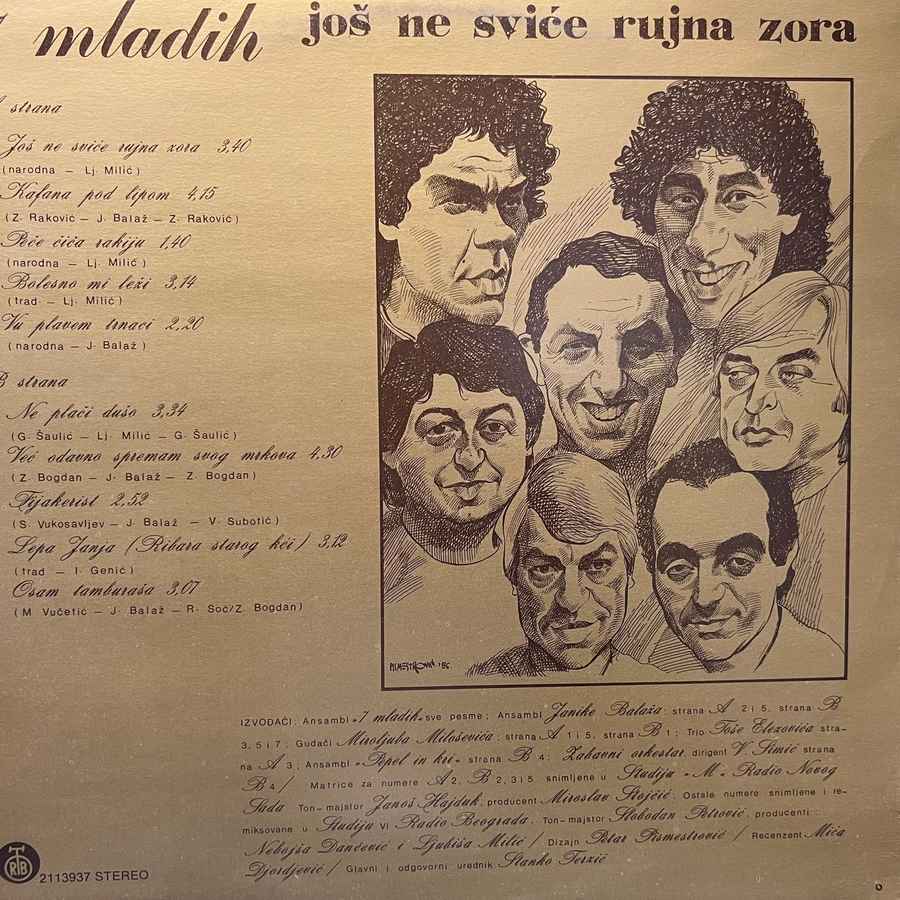 7 mladih
još ne sviće rujna zora
A strana
Još ne sviće rujna zora 3,40
(narodna – Lj. Milić)
Kafana pod lipom 4,15
(Z. Raković – J. Balaž – Z. Raković)
Peče čiča rakiju 1,40
(narodna – Lj. Milić)
Bolesno mi leži 3,14
(trad – Lj. Milić)
Vu plavem trnaci 2,20
(narodna – J. Balaž)
B strana
Ne plači dušo 3,34
(G. Šaulić – Lj. Milić – G. Šaulić)
Već odavno spremam svog mrkova 4,30
(Z. Bogdan – J. Balaž – Z. Bogdan)
Fijakerist 2,52
(S. Vukosavljev – J. Balaž – V. Subotić)
Lepa Janja (Ribara starog kći) 3,12
(trad – I. Genić)
Osam tamburaša 3,07
(M. Vučetić – J. Balaž – R. Soč/Z. Bogdan)
'86
IZVOĐAČI: Ansambl »7 mladih« sve pesme; Ansambl Janike Balaža: strana A 2 i 5, strana B
3, 5 i 7; Gudači Miroljuba Miloševića: strana A 1 i 5, strana B 1; Trio Toše Elezovića stra-
na A 3; Ansambl »Pepel in kri« strana B 4; Zabavni orkestar, dirigent V. Simić strana
B 4/ Matrice za numere A 2, B 2, 3 i 5 snimljene u Studiju »M« Radio Novog
Sada Ton-majstor Janoš Hajduk, producent Miroslav Stojčić; Ostale numere snimljene i re-
miksovane u Studiju VI Radio Beograda. Ton-majstor Slobodan Petrović, producenti:
Nebojša Dančević i Ljubiša Milić / Dizajn Petar Pismestrović / Recenzent Mića
Djordjević / Glavni i odgovorni urednik Stanko Terzić
RTB
2113937 STEREO